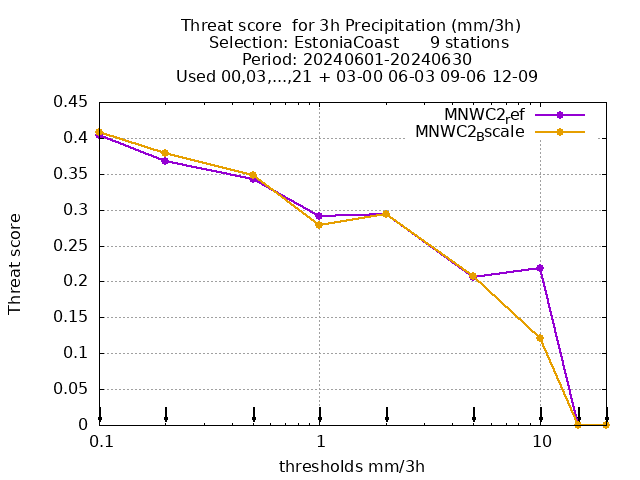 Threat score  for 3h Precipitation (mm/3h)
Selection: EstoniaCoast      9 stations
Period: 20240601-20240630
Used 00,03,...,21 + 03-00 06-03 09-06 12-09
MNWC2ref
MNWC2Bscale
0.45
0.4
0.35
0.3
0.25
0.2
0.15
0.1
0.05
0
Threat score
0.1 1 10
thresholds mm/3h